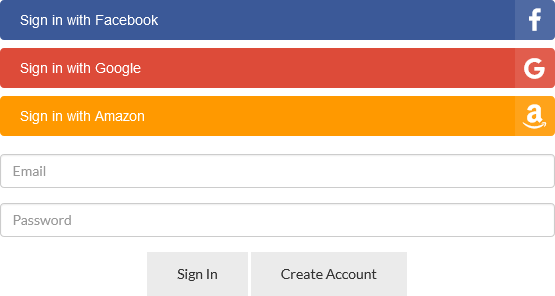 Sign in with Facebook
Sign in with Google
Sign in with Amazon
Email
Password
Sign In
Create Account